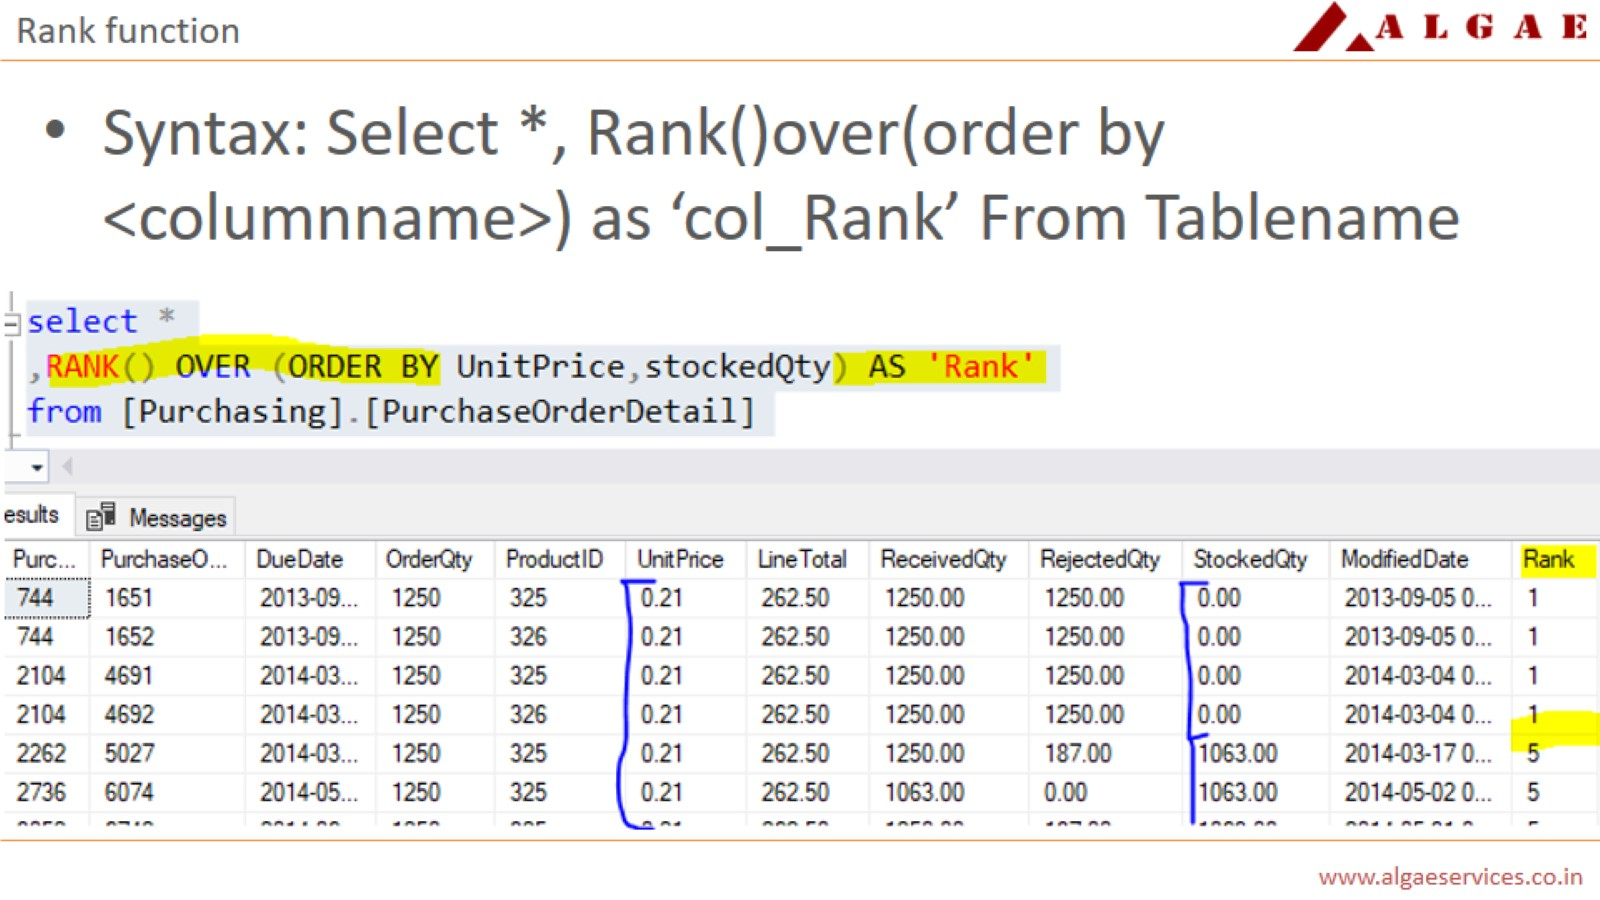 Rank function
ALGAE
• Syntax: Select *, Rank()over(order by
<columnname>) as ‘col_Rank’ From Tablename
select *
,RANK() OVER (ORDER BY UnitPrice,stockedQty) AS 'Rank'
from [Purchasing].[PurchaseOrderDetail]
esults Messages
Purc... PurchaseO... DueDate OrderQty ProductID UnitPrice LineTotal ReceivedQty RejectedQty StockedQty ModifiedDate Rank
744 1651 2013-09... 1250 325 0.21 262.50 1250.00 1250.00 0.00 2013-09-05 0... 1
744 1652 2013-09... 1250 326 0.21 262.50 1250.00 1250.00 0.00 2013-09-05 0... 1
2104 4691 2014-03... 1250 325 0.21 262.50 1250.00 1250.00 0.00 2014-03-04 0... 1
2104 4692 2014-03... 1250 326 0.21 262.50 1250.00 1250.00 0.00 2014-03-04 0... 1
2262 5027 2014-03... 1250 325 0.21 262.50 1250.00 187.00 1063.00 2014-03-17 0... 5
2736 6074 2014-05... 1250 325 0.21 262.50 1063.00 0.00 1063.00 2014-05-02 0... 5
www.algaeservices.co.in